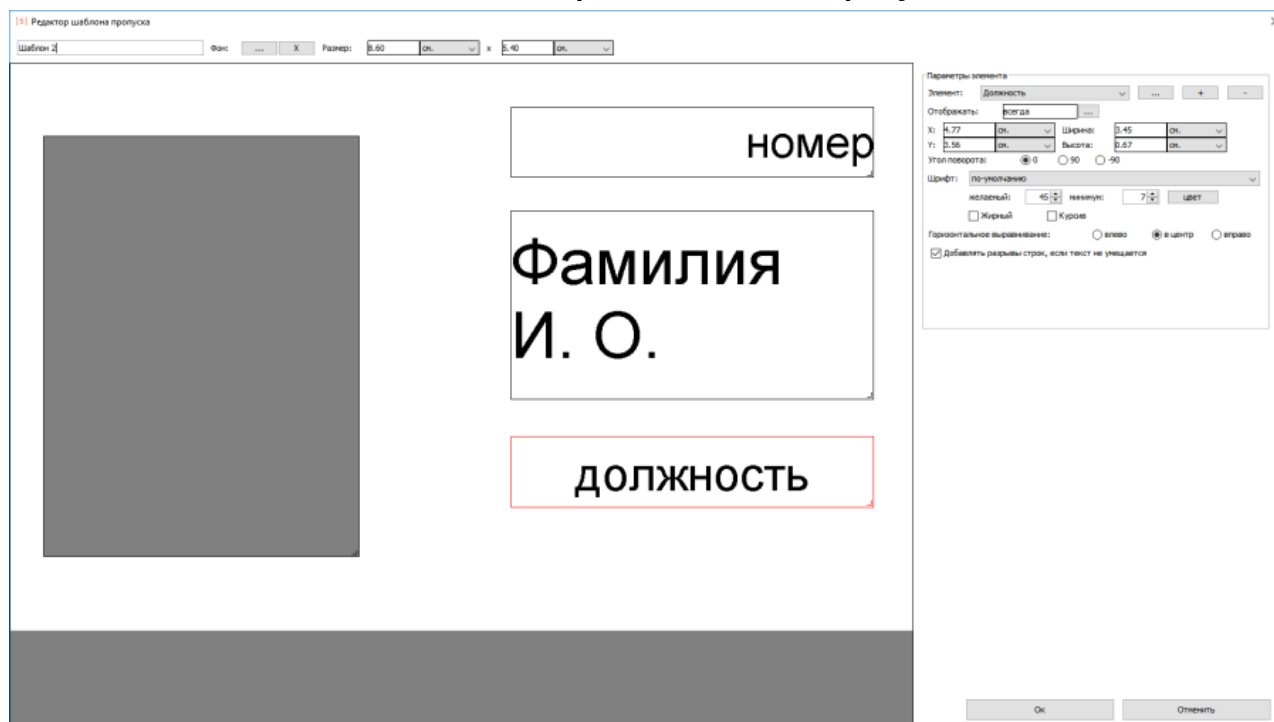 [S] Редактор шаблона пропуска
Шаблон 2 Фон: ... X Размер: 8.60 см. x 5.40 см.
номер
Фамилия
И. О.
должность
Параметры элемента
Элемент: Должность ... + -
Отображать: всегда ...
X: 4.77 см. Ширина: 3.45 см.
Y: 3.56 см. Высота: 0.67 см.
Угол поворота: 0 90 -90
Шрифт: по-умолчанию
желаемый: 45 минимум: 7 цвет
Жирный Курсив
Горизонтальное выравнивание: влево в центр вправо
Добавлять разрывы строк, если текст не умещается
Ок Отменить